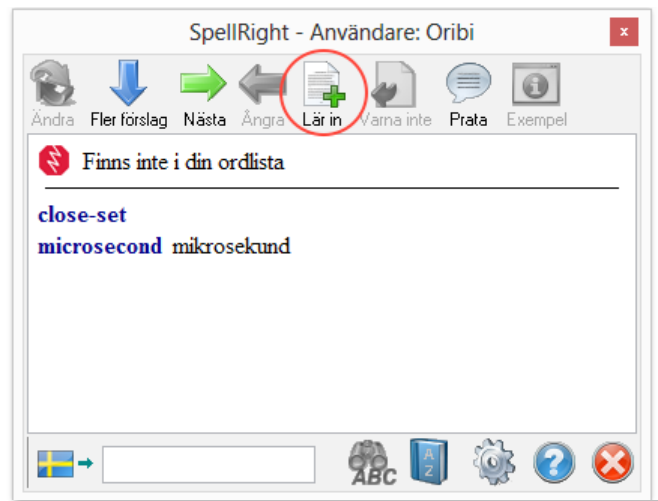 SpellRight - Användare: Oribi
x
Ändra Fler förslag Nästa Ångra Lär in Varna inte Prata Exempel
Finns inte i din ordlista
close-set
microsecond mikrosekund
ABC A Z ?